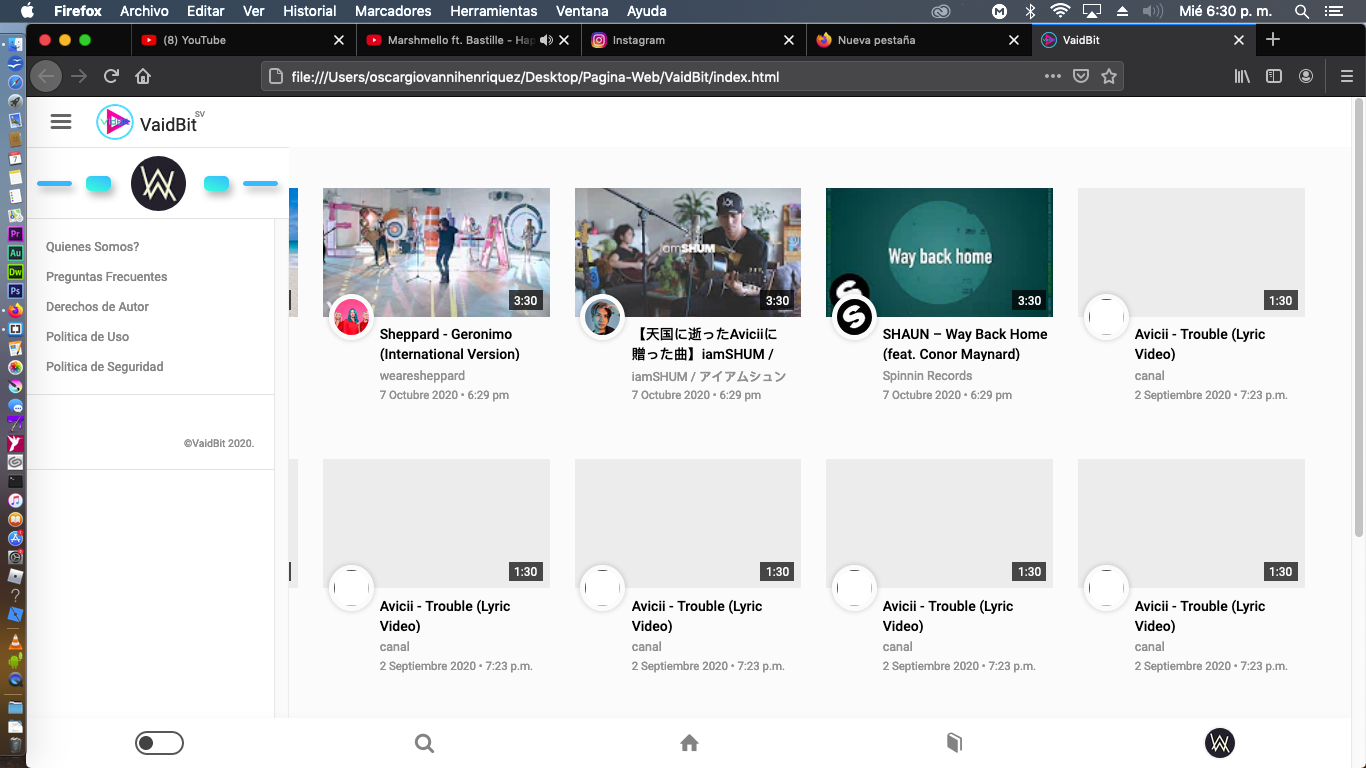 Firefox Archivo Editar Ver Historial Marcadores Herramientas Ventana Ayuda Mié 6:30 p. m.
(8) YouTube
Marshmello ft. Bastille - Hap
Instagram
Nueva pestaña
VaidBit
file:///Users/oscargiovannihenriquez/Desktop/Pagina-Web/VaidBit/index.html
VaidBit SV
Quienes Somos?
Preguntas Frecuentes
Derechos de Autor
Politica de Uso
Politica de Seguridad
©VaidBit 2020.
3:30
Sheppard - Geronimo
(International Version)
wearesheppard
7 Octubre 2020 • 6:29 pm
iamSHUM
3:30
【天国に逝ったAviciiに
贈った曲】iamSHUM /
iamSHUM / アイアムシュン
7 Octubre 2020 • 6:29 pm
Way back home
3:30
SHAUN – Way Back Home
(feat. Conor Maynard)
Spinnin Records
7 Octubre 2020 • 6:29 pm
1:30
Avicii - Trouble (Lyric
Video)
canal
2 Septiembre 2020 • 7:23 p.m.
1:30
Avicii - Trouble (Lyric
Video)
canal
2 Septiembre 2020 • 7:23 p.m.
1:30
Avicii - Trouble (Lyric
Video)
canal
2 Septiembre 2020 • 7:23 p.m.
1:30
Avicii - Trouble (Lyric
Video)
canal
2 Septiembre 2020 • 7:23 p.m.
1:30
Avicii - Trouble (Lyric
Video)
canal
2 Septiembre 2020 • 7:23 p.m.
Pr
Au
Dw
Ps